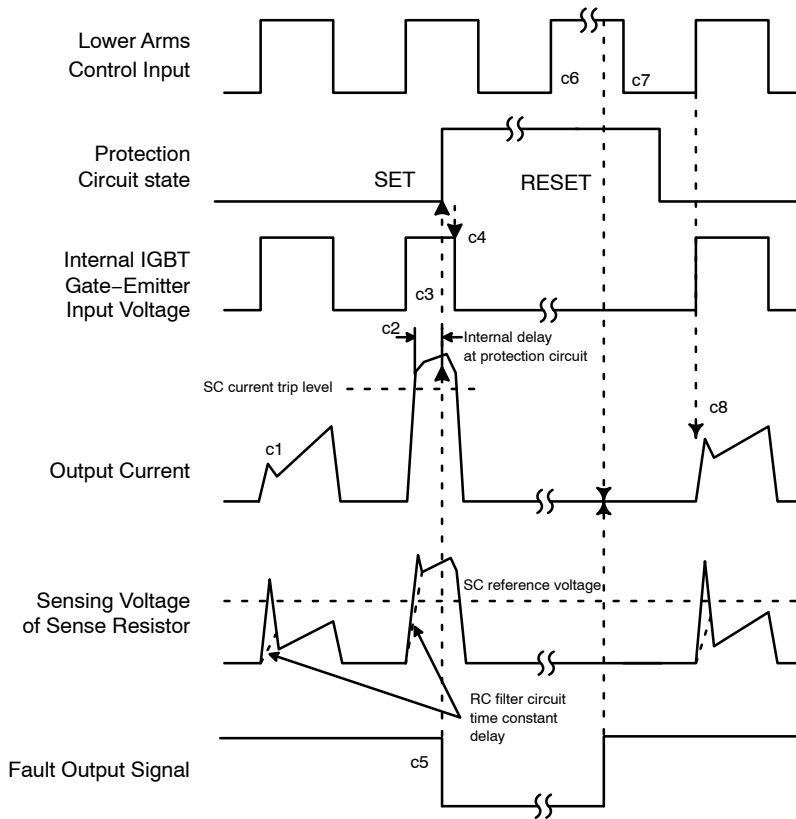 Lower Arms
Control Input
c6
c7
Protection
Circuit state
SET
RESET
c4
Internal IGBT
Gate−Emitter
Input Voltage
c3
c2
Internal delay
at protection circuit
SC current trip level
c8
c1
Output Current
SC reference voltage
Sensing Voltage
of Sense Resistor
RC filter circuit
time constant
delay
Fault Output Signal
c5